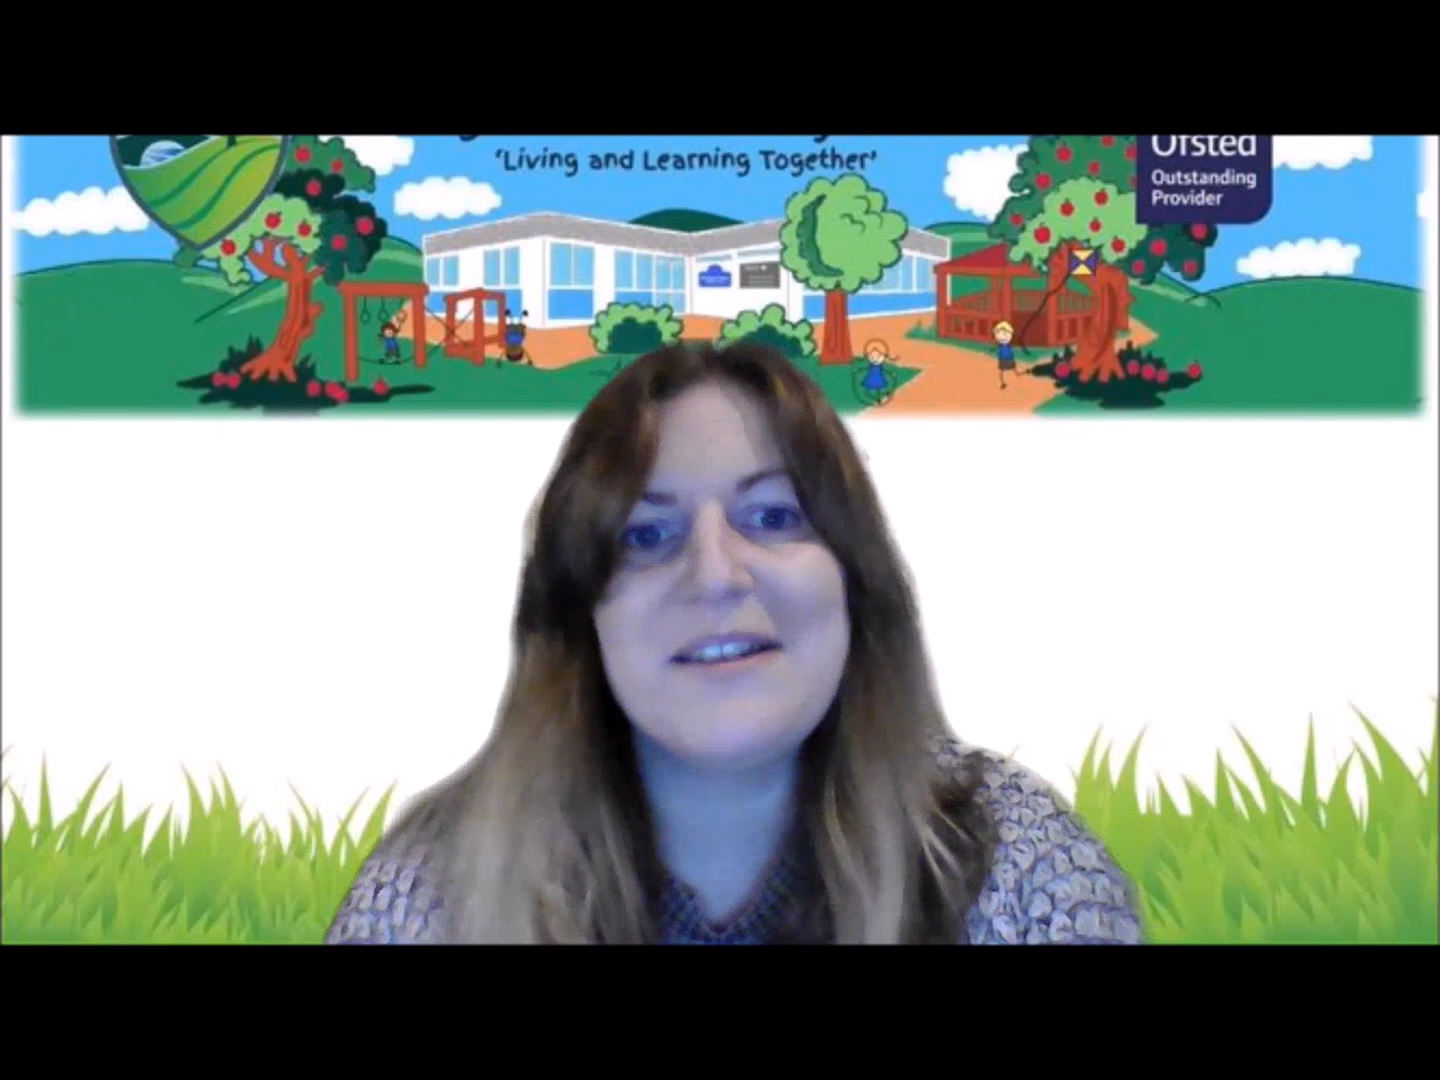 'Living and Learning Together'
Ofsted
Outstanding
Provider